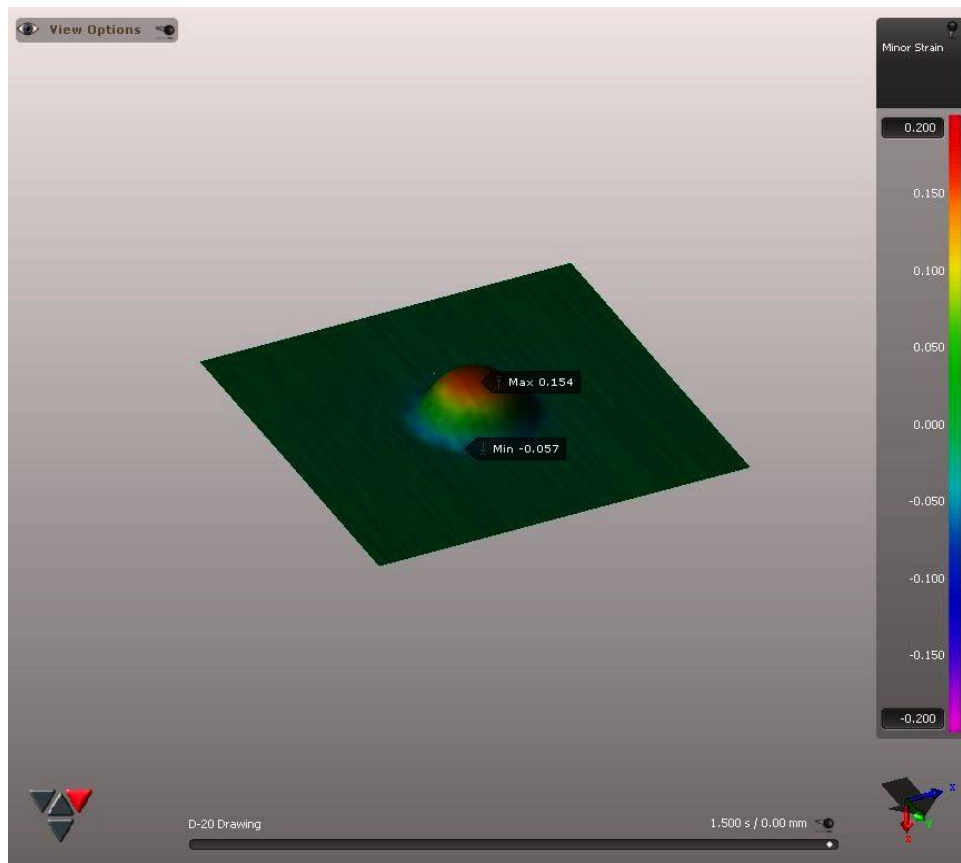 View Options
Minor Strain
0.200
0.150
0.100
0.050
0.000
-0.050
-0.100
-0.150
-0.200
Max 0.154
Min -0.057
D-20 Drawing
1.500 s / 0.00 mm
X
Y
Z